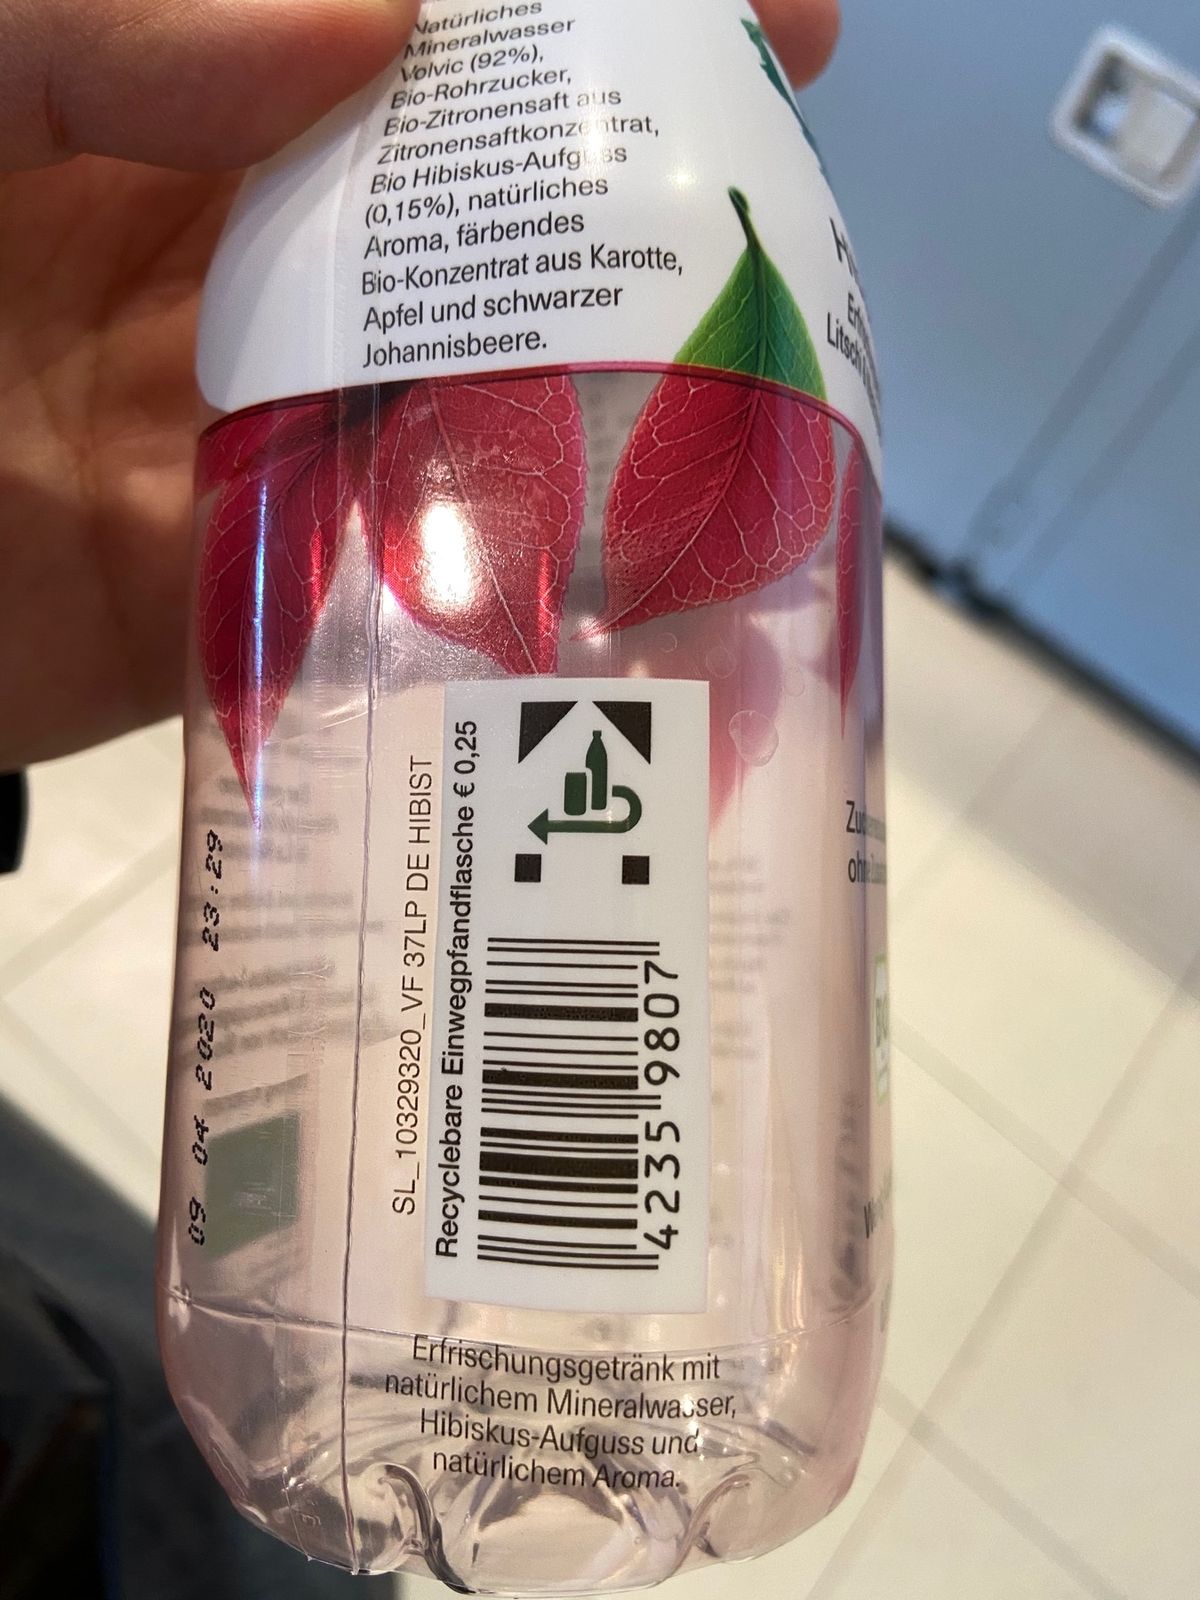 Natürliches
Mineralwasser
Volvic (92%),
Bio-Rohrzucker,
Bio-Zitronensaft aus
Zitronensaftkonzentrat,
Bio Hibiskus-Aufguss
(0,15%), natürliches
Aroma, färbendes
Bio-Konzentrat aus Karotte,
Apfel und schwarzer
Johannisbeere.
09 04 2020 23:29
SL_10329320_VF 37LP DE HIBIST
Recyclebare Einwegpfandflasche € 0,25
4235 9807
Erfrischungsgetränk mit
natürlichem Mineralwasser,
Hibiskus-Aufguss und
natürlichem Aroma.